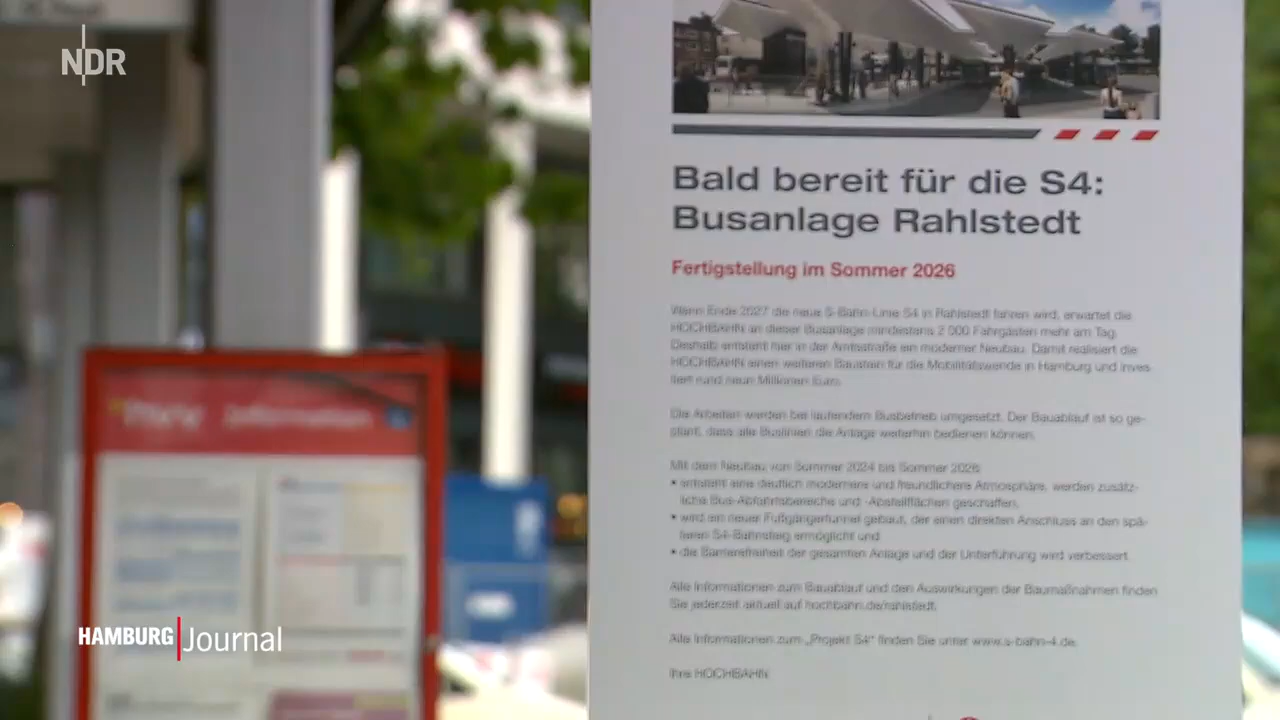 NDR
Bald bereit für die S4:
Busanlage Rahlstedt
Fertigstellung im Sommer 2026
Wenn Ende 2027 die neue S-Bahn-Linie S4 in Rahlstedt fahren wird, erwartet die
HOCHBAHN an dieser Busanlage mindestens 2 000 Fahrgästen mehr am Tag.
Deshalb entsteht hier in der Amtsstraße ein moderner Neubau. Damit realisiert die
HOCHBAHN einen weiteren Baustein für die Mobilitätswende in Hamburg und inves-
tiert rund neun Millionen Euro.
Die Arbeiten werden bei laufendem Busbetrieb umgesetzt. Der Bauablauf ist so ge-
plant, dass alle Buslinien die Anlage weiterhin bedienen können.
Mit dem Neubau von Sommer 2024 bis Sommer 2026
• entsteht eine deutlich modernere und freundlichere Atmosphäre, werden zusätz-
liche Bus-Abfahrtsbereiche und -Abstellflächen geschaffen,
• wird ein neuer Fußgängertunnel gebaut, der einen direkten Anschluss an den spä-
teren S4-Bahnsteig ermöglicht und
• die Barrierefreiheit der gesamten Anlage und der Unterführung wird verbessert.
Alle Informationen zum Bauablauf und den Auswirkungen der Baumaßnahmen finden
Sie jederzeit aktuell auf hochbahn.de/rahlstedt.
Alle Informationen zum „Projekt S4" finden Sie unter www.s-bahn-4.de.
Ihre HOCHBAHN
Information
HAMBURG Journal